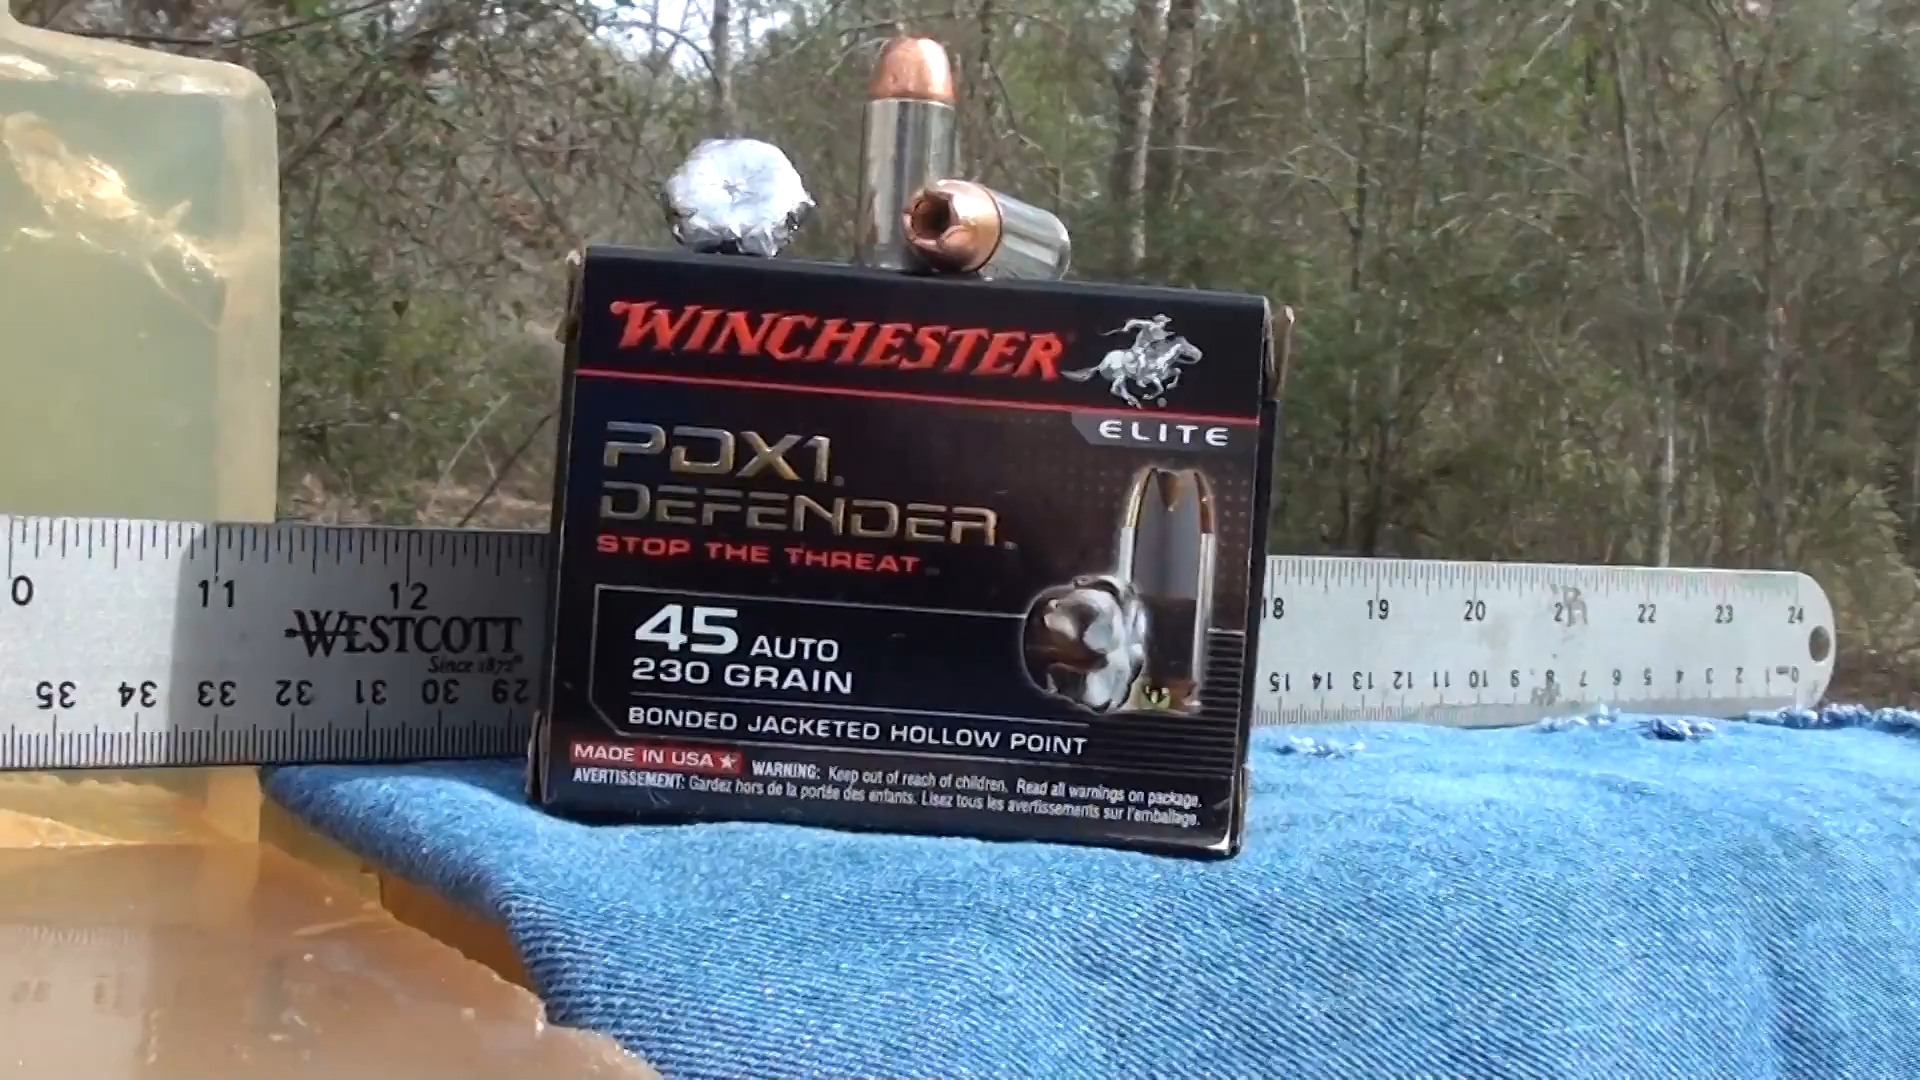 WINCHESTER
ELITE
PDX1
DEFENDER
STOP THE THREAT
45 AUTO
230 GRAIN
BONDED JACKETED HOLLOW POINT
MADE IN USA
WARNING: Keep out of reach of children. Read all warnings on package.
AVERTISSEMENT: Gardez hors de la portée des enfants. Lisez tous les avertissements sur l'emballage.
0 11 12
WESTCOTT
Since 1872
35 34 33 32 31 30 29
18 19 20 22 23 24
15 14 13 12 11 10 9 8 7 6 5 4 3 2 1 mm 0